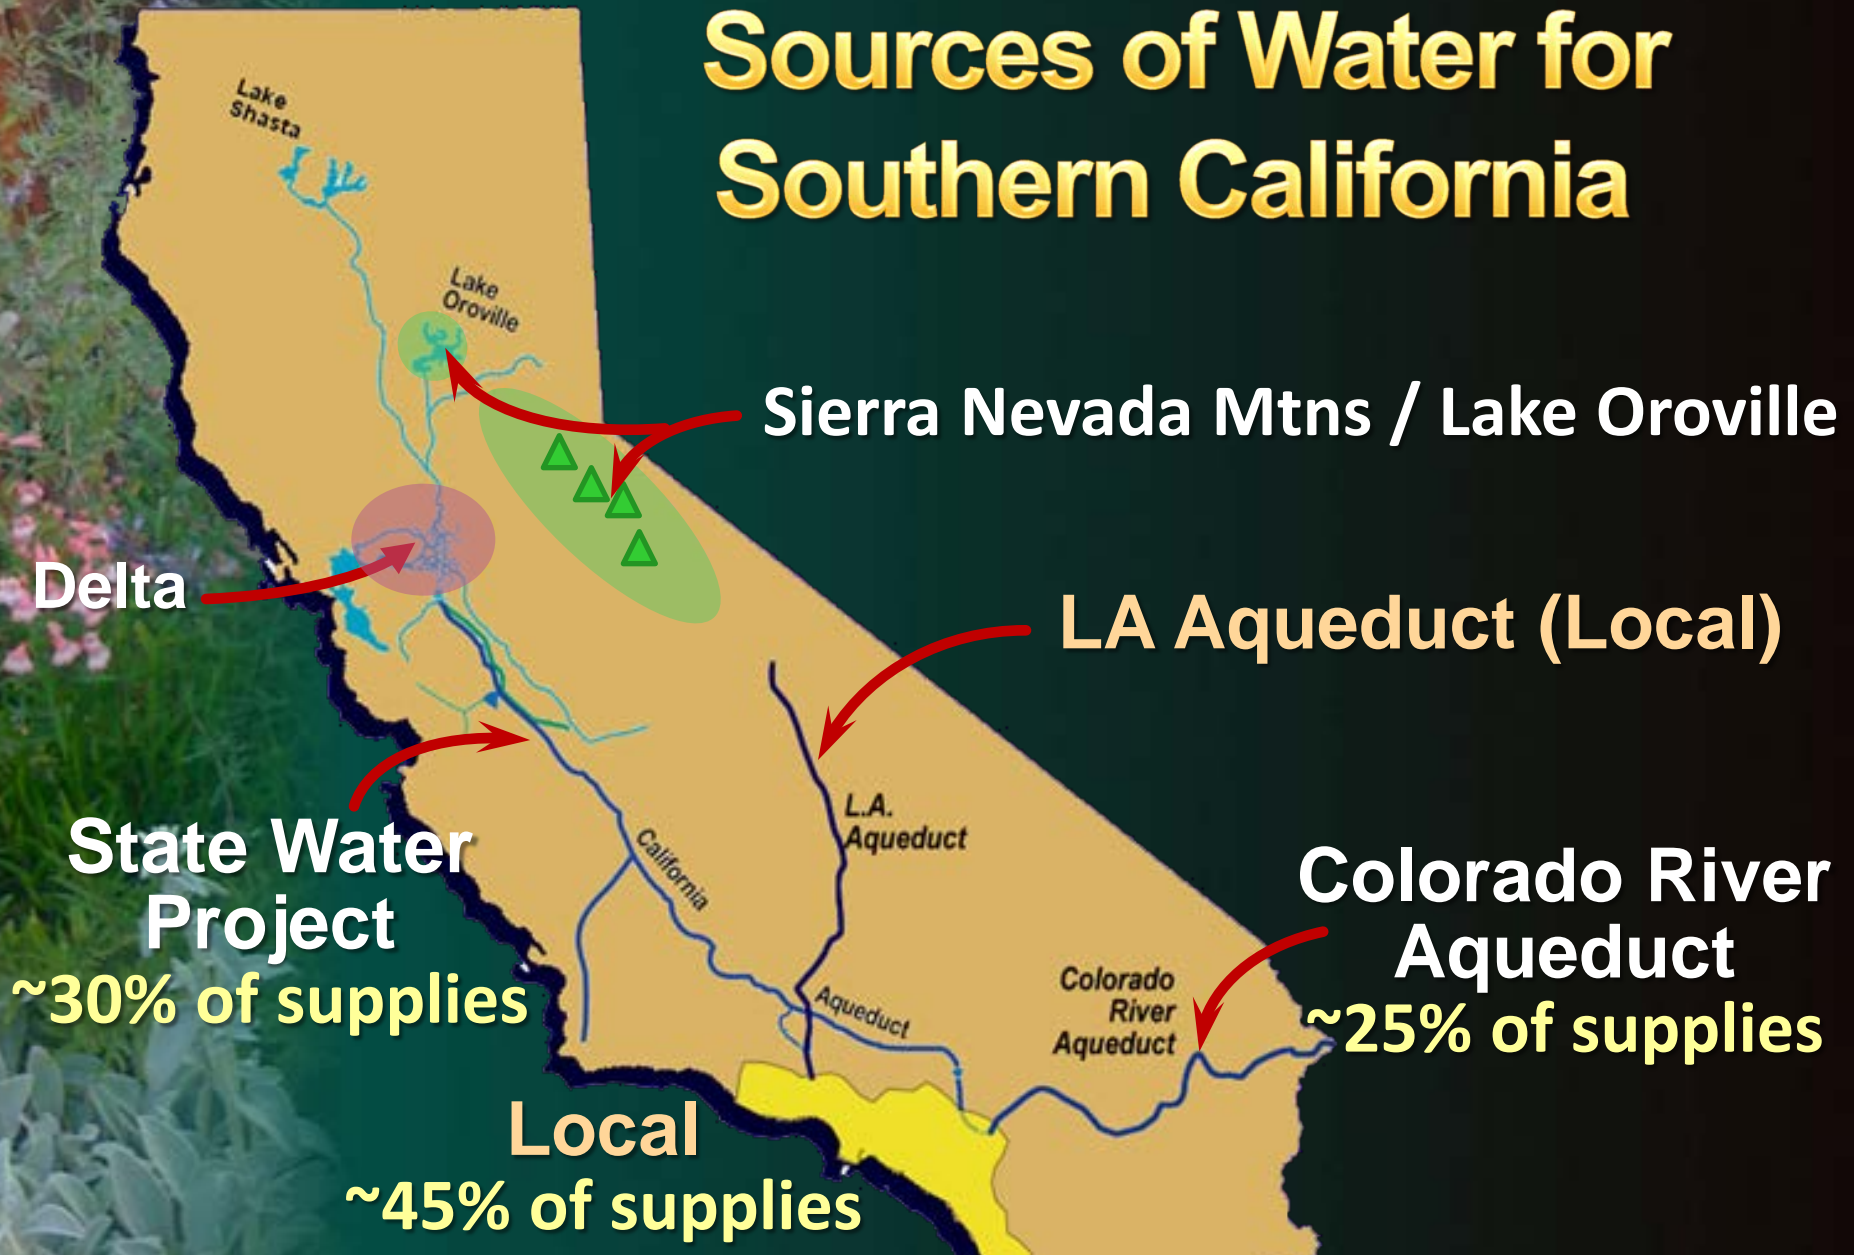 Sources of Water for
Southern California
Lake
Shasta
Lake
Oroville
Sierra Nevada Mtns / Lake Oroville
Delta
LA Aqueduct (Local)
L.A.
Aqueduct
State Water
Project
~30% of supplies
California
Aqueduct
Colorado
River
Aqueduct
Colorado River
Aqueduct
~25% of supplies
Local
~45% of supplies